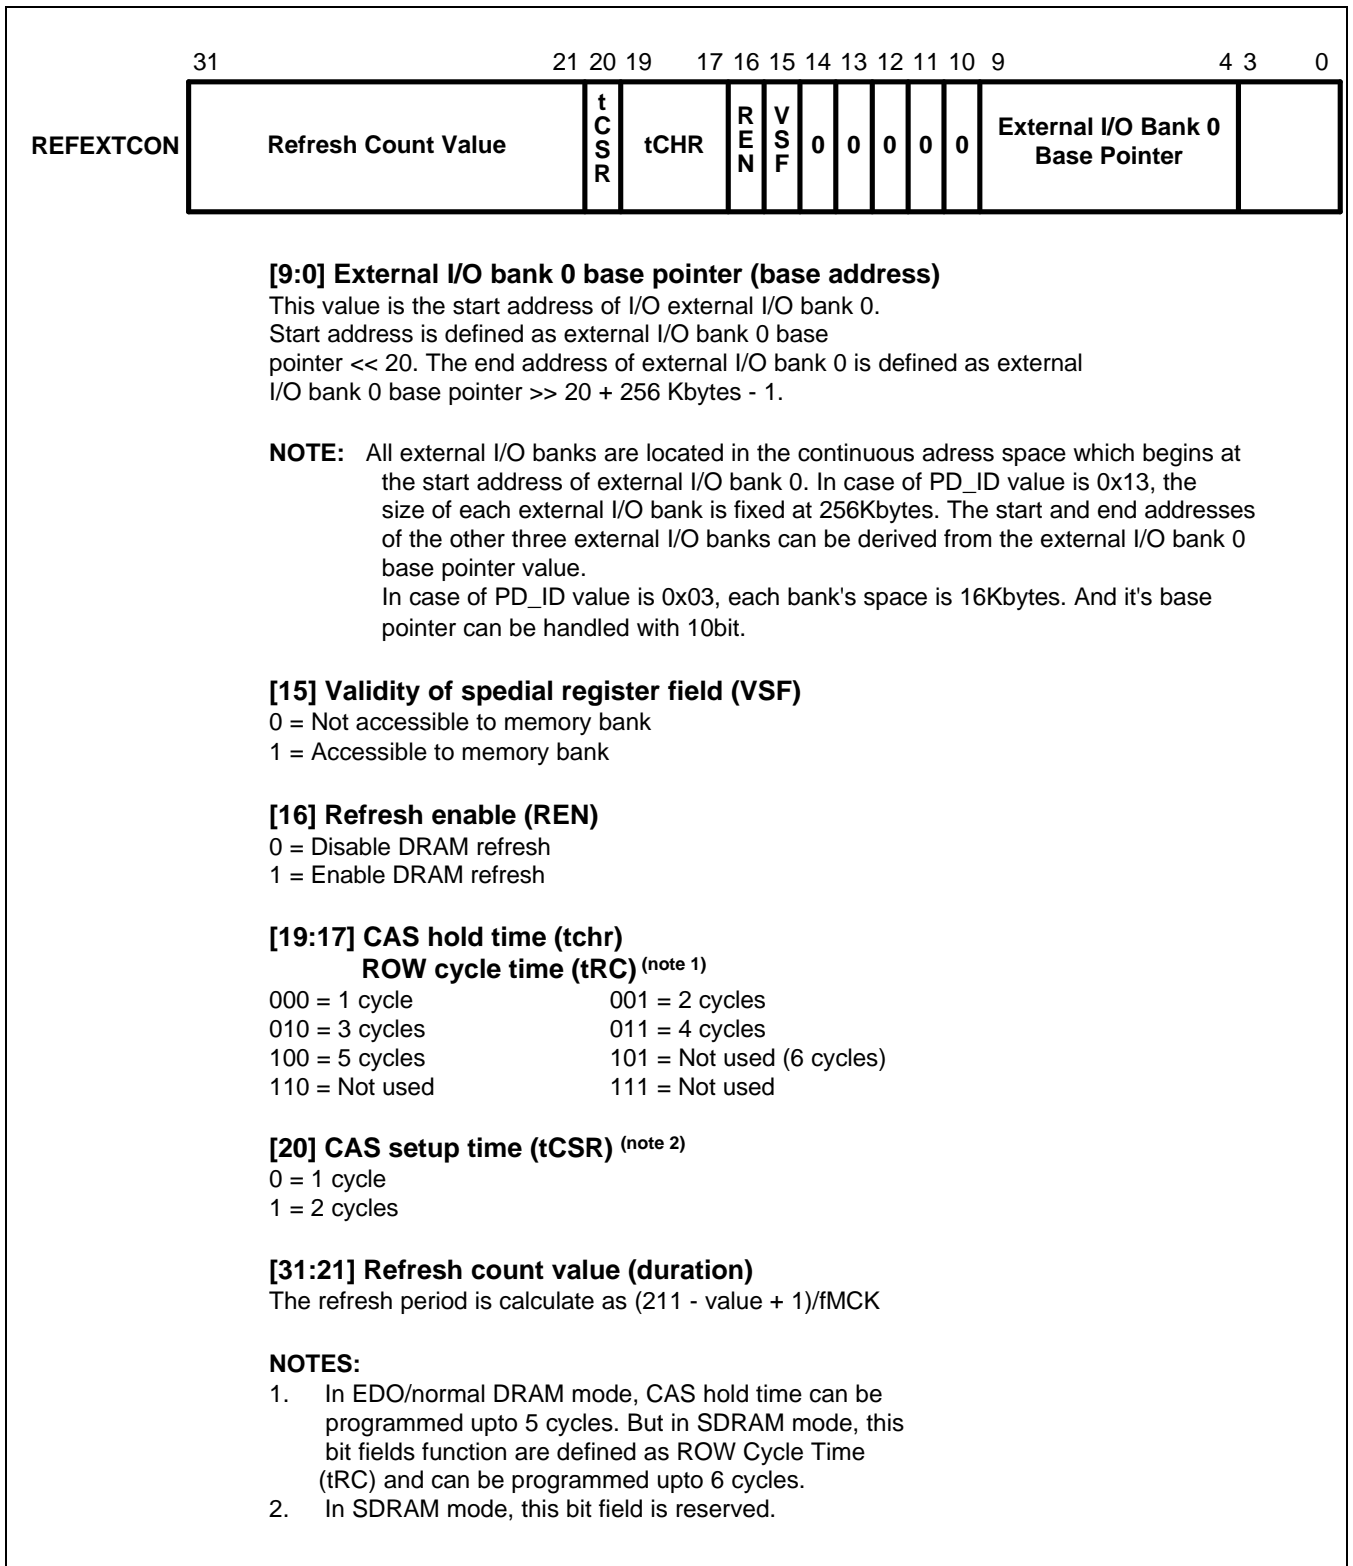 31 21 20 19 17 16 15 14 13 12 11 10 9 4 3 0
REFEXTCON
Refresh Count Value
tCSR
tCHR
REN
VSF
0 0 0 0 0
External I/O Bank 0
Base Pointer
[9:0] External I/O bank 0 base pointer (base address)
This value is the start address of I/O external I/O bank 0.
Start address is defined as external I/O bank 0 base
pointer << 20. The end address of external I/O bank 0 is defined as external
I/O bank 0 base pointer >> 20 + 256 Kbytes - 1.
NOTE: All external I/O banks are located in the continuous adress space which begins at
the start address of external I/O bank 0. In case of PD_ID value is 0x13, the
size of each external I/O bank is fixed at 256Kbytes. The start and end addresses
of the other three external I/O banks can be derived from the external I/O bank 0
base pointer value.
In case of PD_ID value is 0x03, each bank's space is 16Kbytes. And it's base
pointer can be handled with 10bit.
[15] Validity of spedial register field (VSF)
0 = Not accessible to memory bank
1 = Accessible to memory bank
[16] Refresh enable (REN)
0 = Disable DRAM refresh
1 = Enable DRAM refresh
[19:17] CAS hold time (tchr)
ROW cycle time (tRC) (note 1)
000 = 1 cycle 001 = 2 cycles
010 = 3 cycles 011 = 4 cycles
100 = 5 cycles 101 = Not used (6 cycles)
110 = Not used 111 = Not used
[20] CAS setup time (tCSR) (note 2)
0 = 1 cycle
1 = 2 cycles
[31:21] Refresh count value (duration)
The refresh period is calculate as (211 - value + 1)/fMCK
NOTES:
1. In EDO/normal DRAM mode, CAS hold time can be
programmed upto 5 cycles. But in SDRAM mode, this
bit fields function are defined as ROW Cycle Time
(tRC) and can be programmed upto 6 cycles.
2. In SDRAM mode, this bit field is reserved.